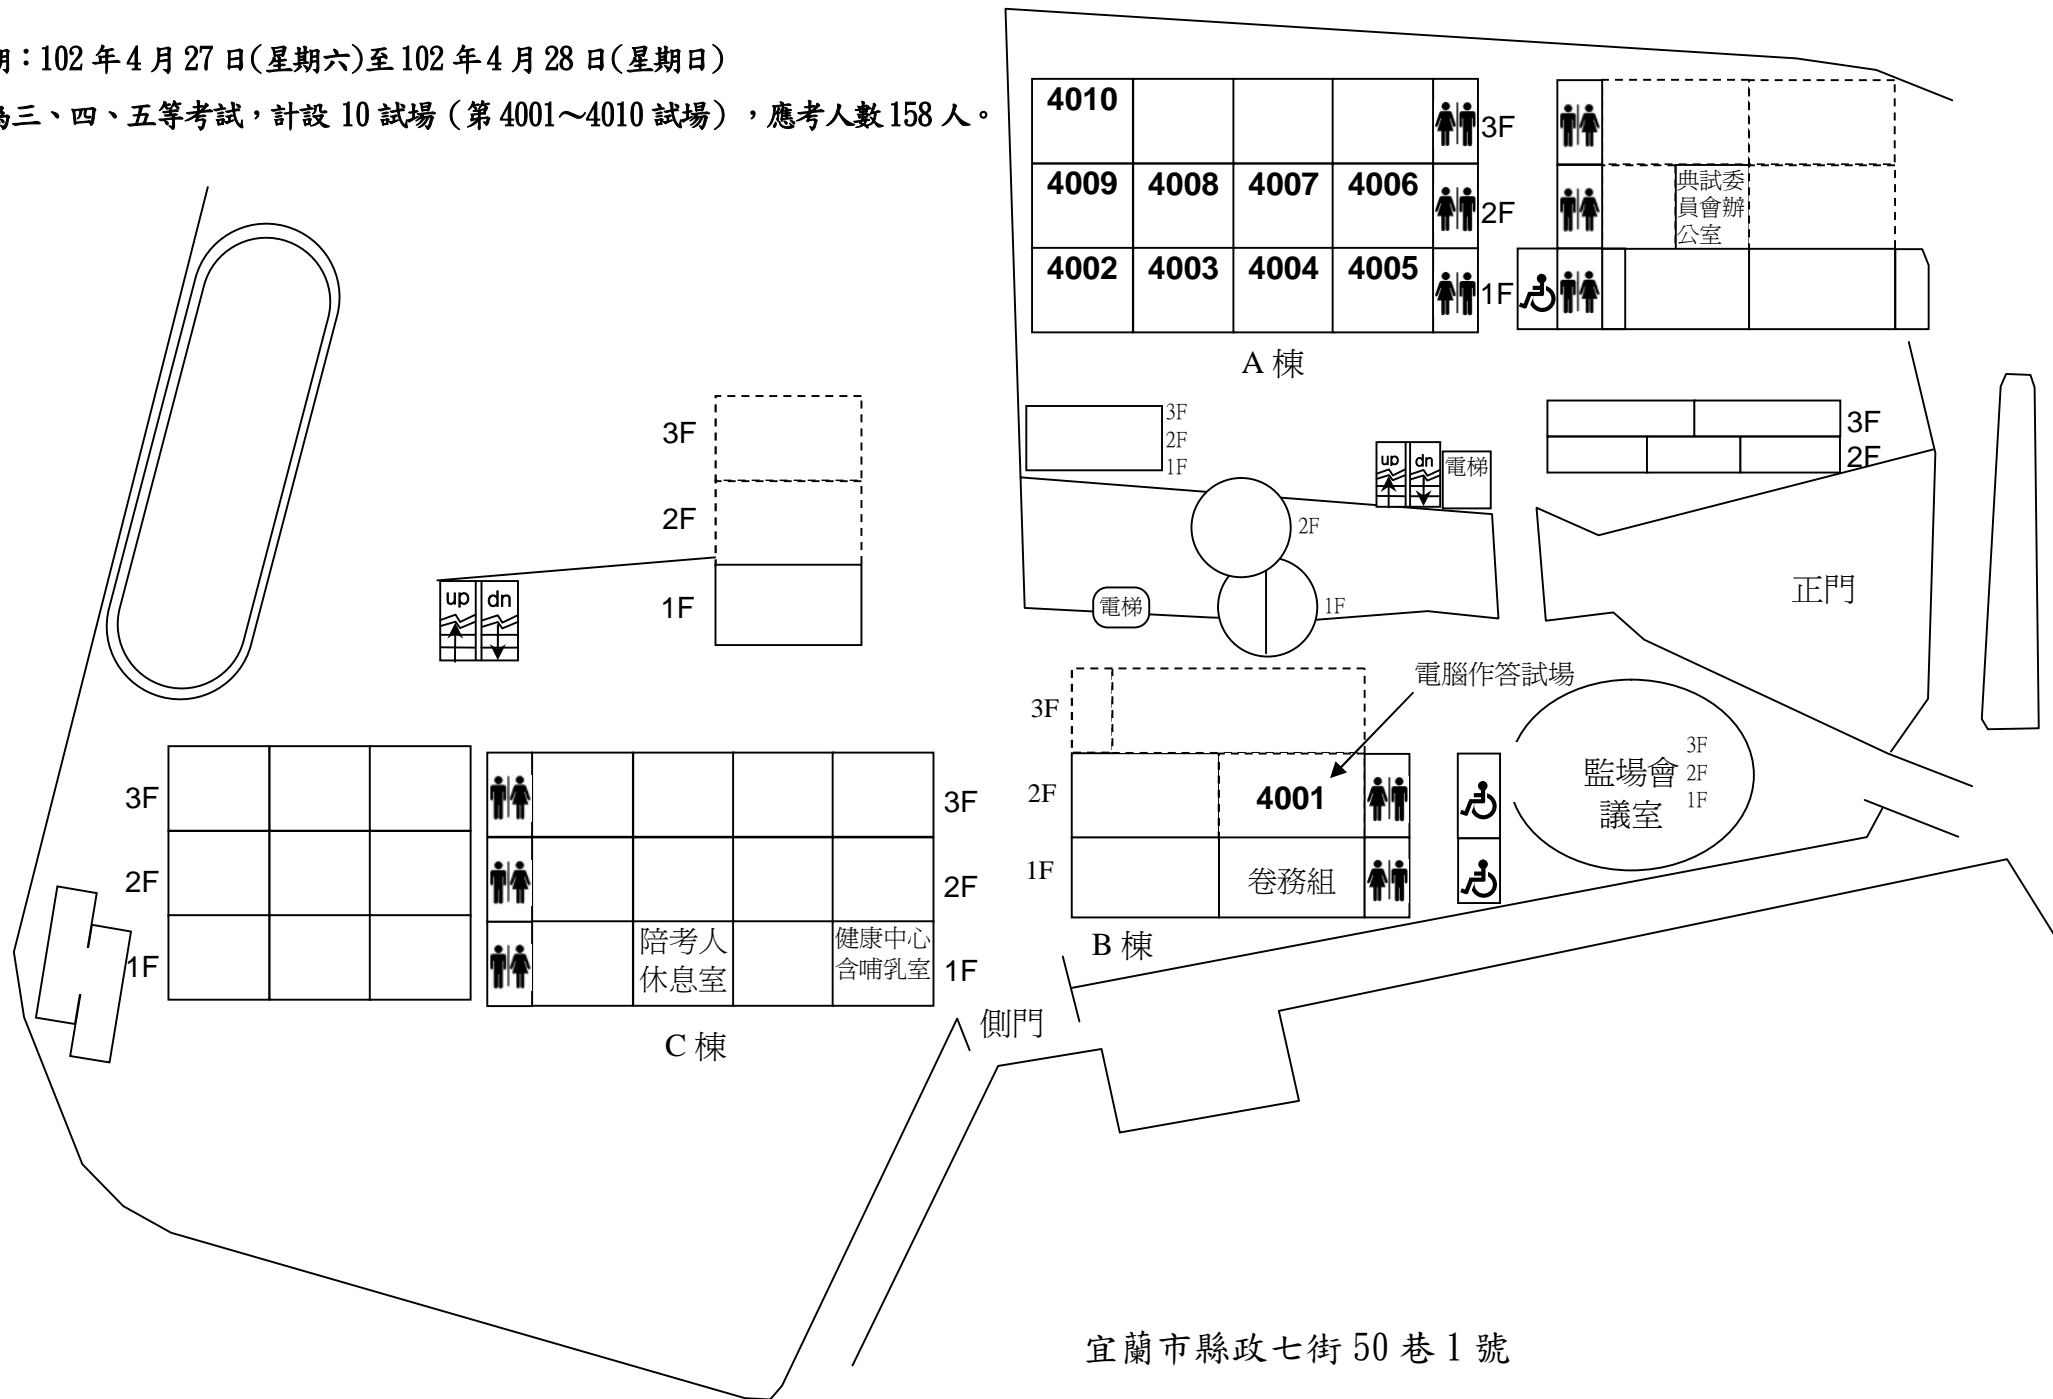 期：102 年 4 月 27 日(星期六)至 102 年 4 月 28 日(星期日)
為三、四、五等考試，計設 10 試場（第 4001～4010 試場），應考人數 158 人。
4010
3F
4009 4008 4007 4006
2F
典試委
員會辦
公室
4002 4003 4004 4005
1F
A 棟
3F
2F
1F
3F
2F
up dn 電梯
3F
2F
1F
up dn
2F
1F
電梯
正門
電腦作答試場
3F
2F
4001
1F
卷務組
B 棟
監場會
議室
3F
2F
1F
3F
2F
1F
3F
2F
1F
陪考人
休息室
健康中心
含哺乳室
C 棟
側門
宜蘭市縣政七街 50 巷 1 號